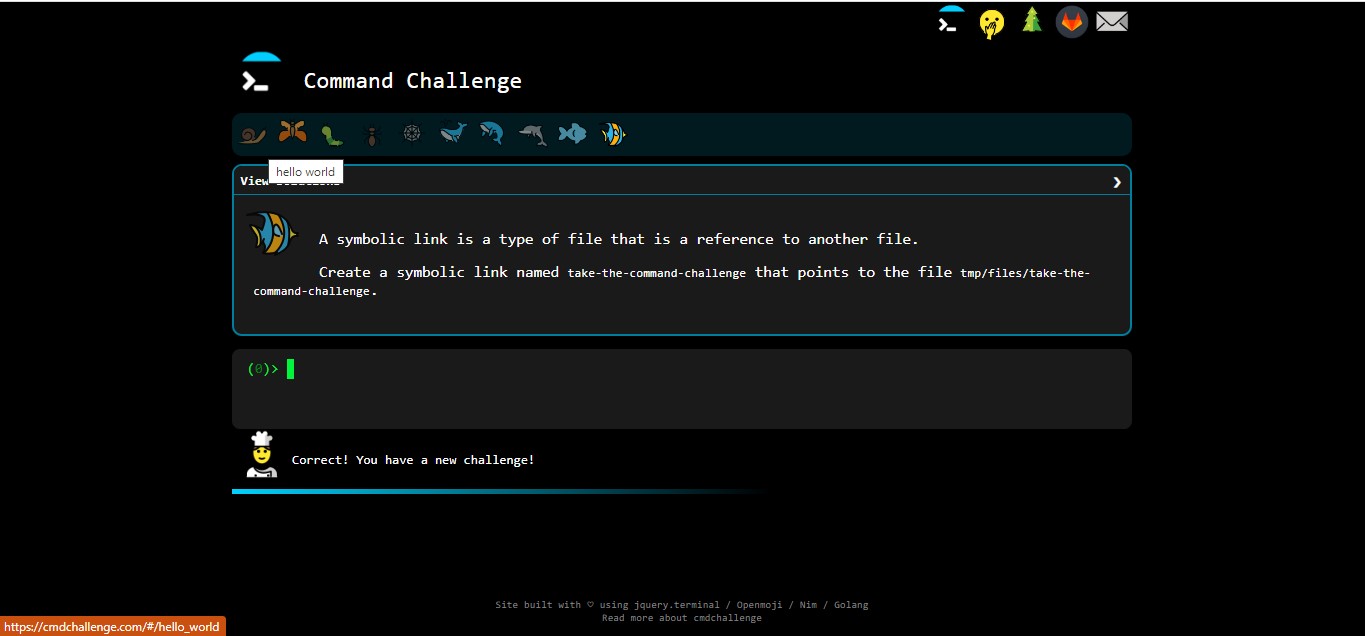 Command Challenge
hello world
View
A symbolic link is a type of file that is a reference to another file.
Create a symbolic link named take-the-command-challenge that points to the file tmp/files/take-the-
command-challenge.
(0)>
Correct! You have a new challenge!
Site built with ♡ using jquery.terminal / Openmoji / Nim / Golang
Read more about cmdchallenge
https://cmdchallenge.com/#/hello_world